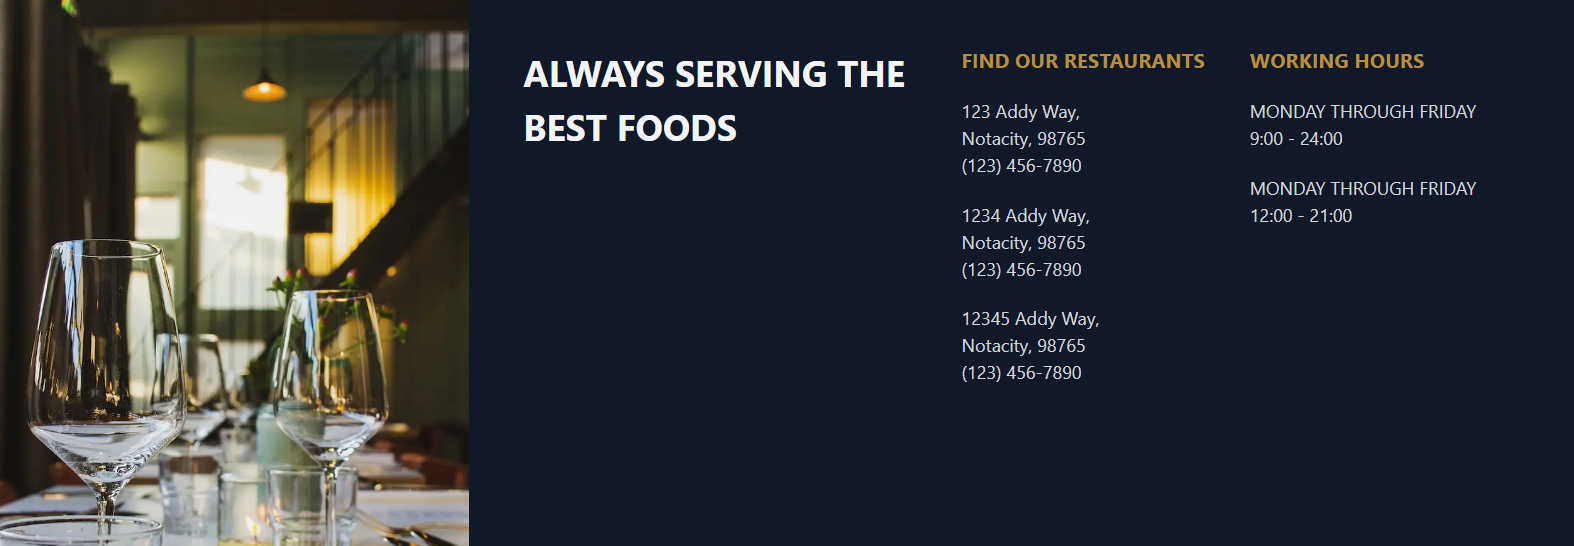 ALWAYS SERVING THE
BEST FOODS
FIND OUR RESTAURANTS
123 Addy Way,
Notacity, 98765
(123) 456-7890
1234 Addy Way,
Notacity, 98765
(123) 456-7890
12345 Addy Way,
Notacity, 98765
(123) 456-7890
WORKING HOURS
MONDAY THROUGH FRIDAY
9:00 - 24:00
MONDAY THROUGH FRIDAY
12:00 - 21:00